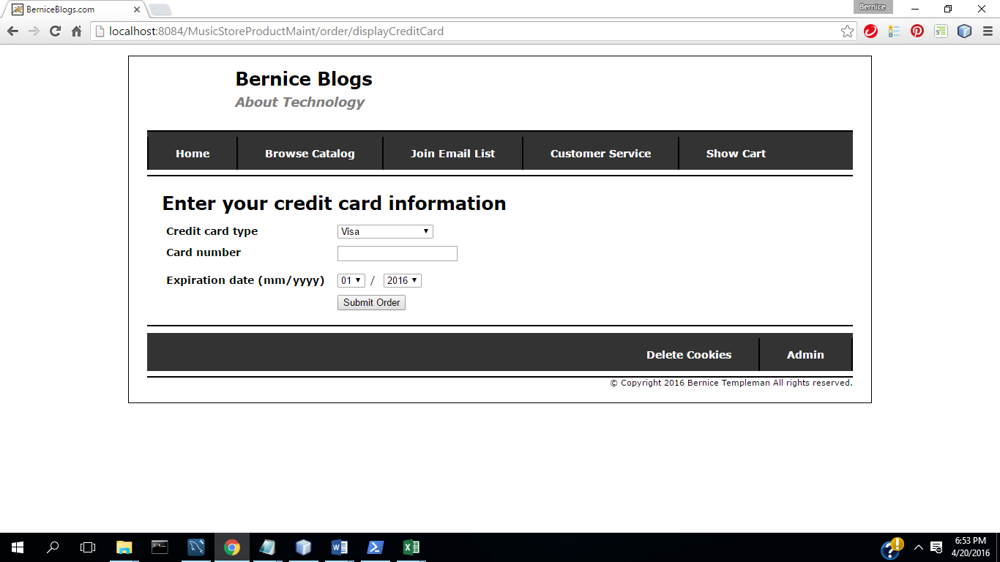 BerniceBlogs.com
Bernice
localhost:8084/MusicStoreProductMaint/order/displayCreditCard
Bernice Blogs
About Technology
Home Browse Catalog Join Email List Customer Service Show Cart
Enter your credit card information
Credit card type Visa
Card number
Expiration date (mm/yyyy) 01 / 2016
Submit Order
Delete Cookies Admin
© Copyright 2016 Bernice Templeman All rights reserved.
6:53 PM
4/20/2016